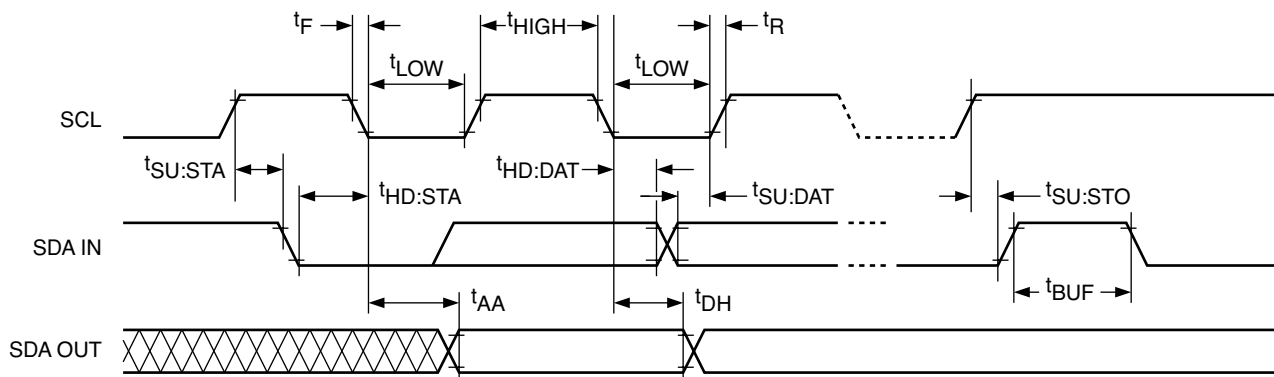 tF
tHIGH
tR
tLOW
tLOW
SCL
tSU:STA
tHD:DAT
tHD:STA
tSU:DAT
tSU:STO
SDA IN
tBUF
tAA
tDH
SDA OUT